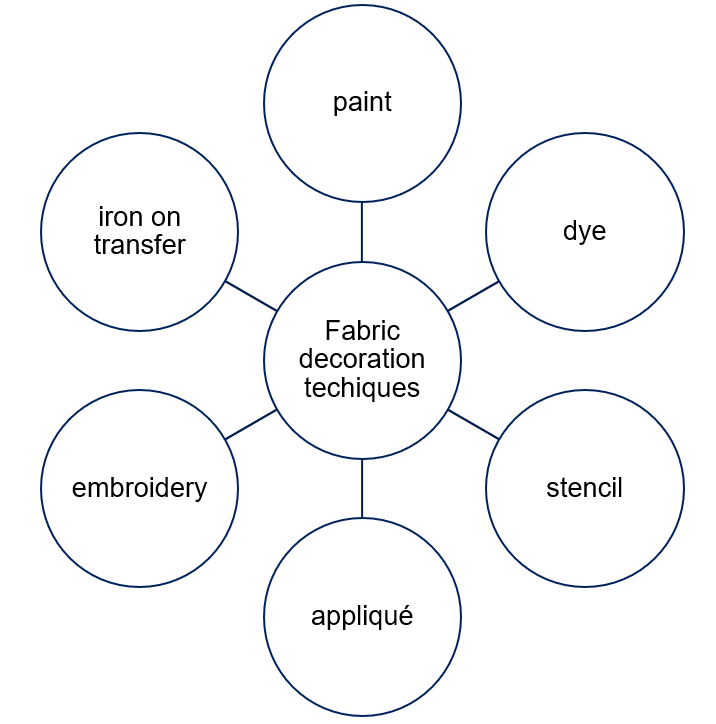 paint
iron on
transfer
dye
Fabric
decoration
techiques
embroidery
stencil
appliqué